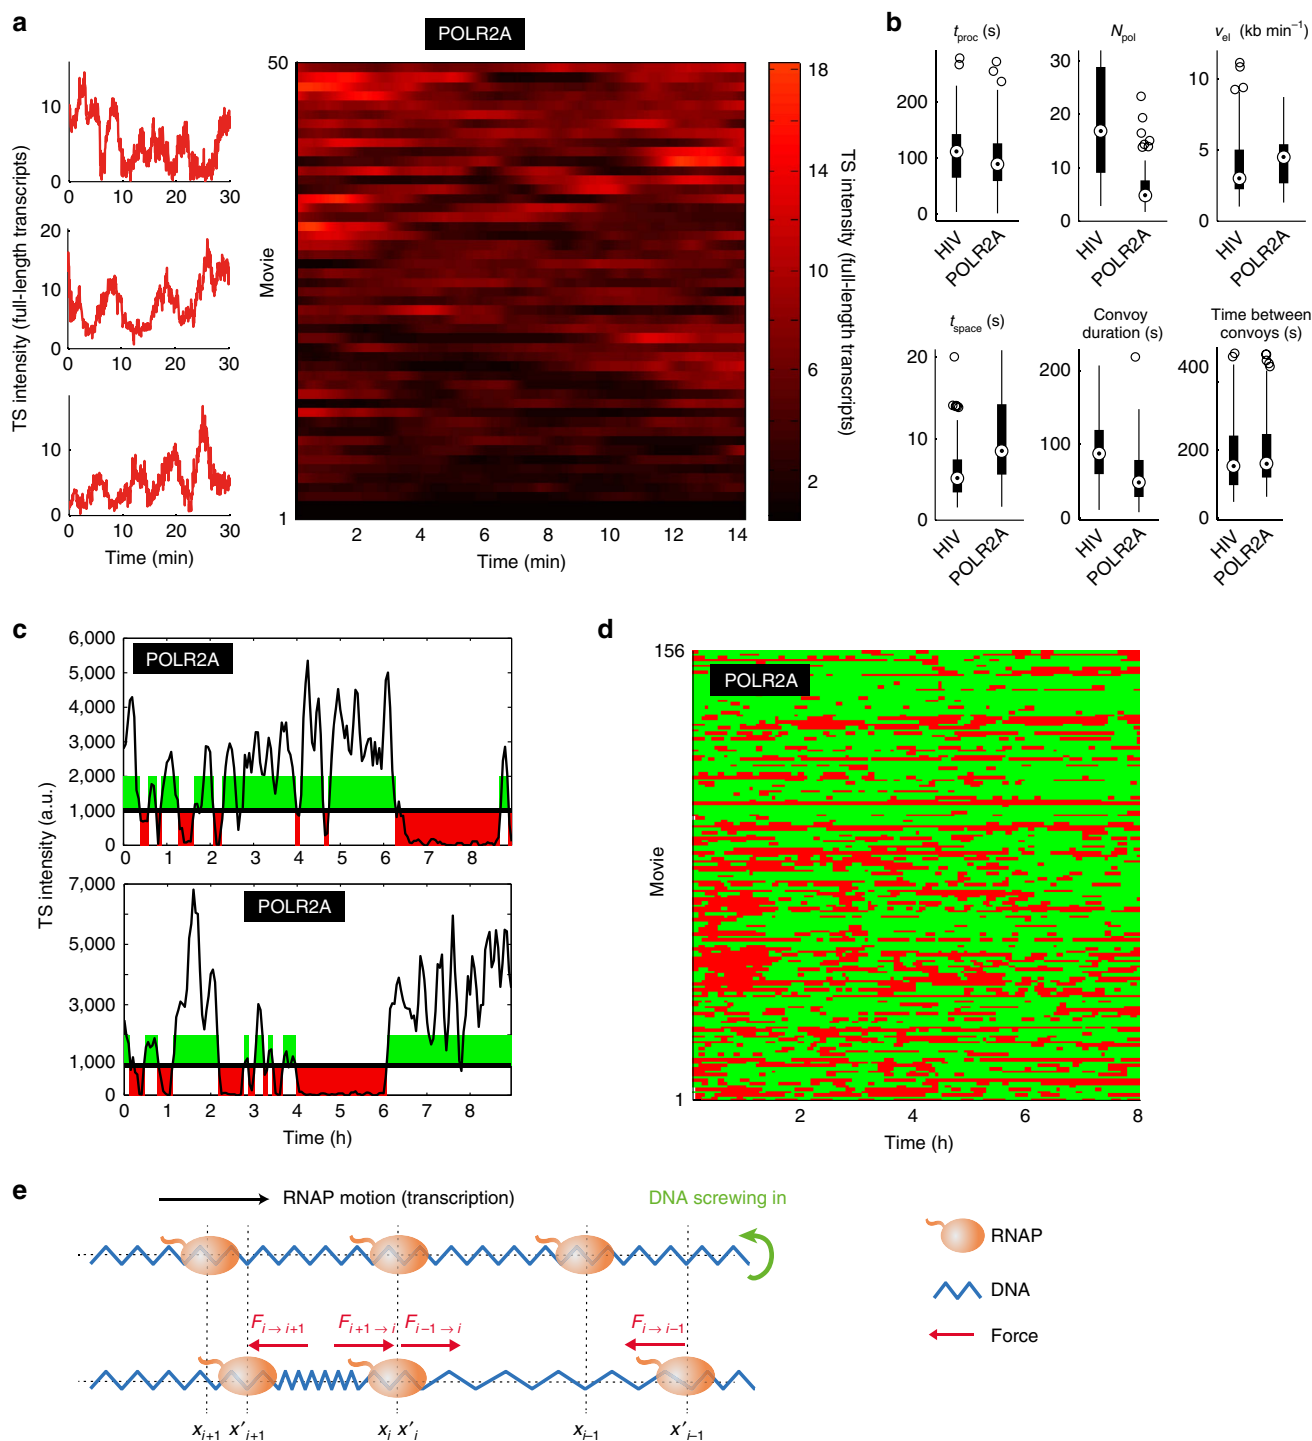 a
POLR2A
TS intensity (full-length transcripts)
10
0
0 10 20 30
20
10
0
0 10 20 30
10
0
0 10 20 30
Time (min)
50
Movie
1
2 4 6 8 10 12 14
Time (min)
18
14
10
6
2
TS intensity (full-length transcripts)
b
tproc (s)
200
100
0
HIV
POLR2A
Npol
30
20
10
0
HIV
POLR2A
vel (kb min−1)
10
5
0
HIV
POLR2A
tspace (s)
20
10
0
HIV
POLR2A
Convoy
duration (s)
200
100
0
HIV
POLR2A
Time between
convoys (s)
400
200
0
HIV
POLR2A
c
TS intensity (a.u.)
POLR2A
6,000
5,000
4,000
3,000
2,000
1,000
0
0 1 2 3 4 5 6 7 8
POLR2A
7,000
5,000
3,000
1,000
0
0 1 2 3 4 5 6 7 8
Time (h)
d
156
POLR2A
Movie
1
2 4 6 8
Time (h)
e
RNAP motion (transcription)
DNA screwing in
RNAP
DNA
Force
Fi→i+1
Fi+1→i
Fi−1→i
Fi→i−1
xi+1 x′i+1 xi x′i xi−1 x′i−1